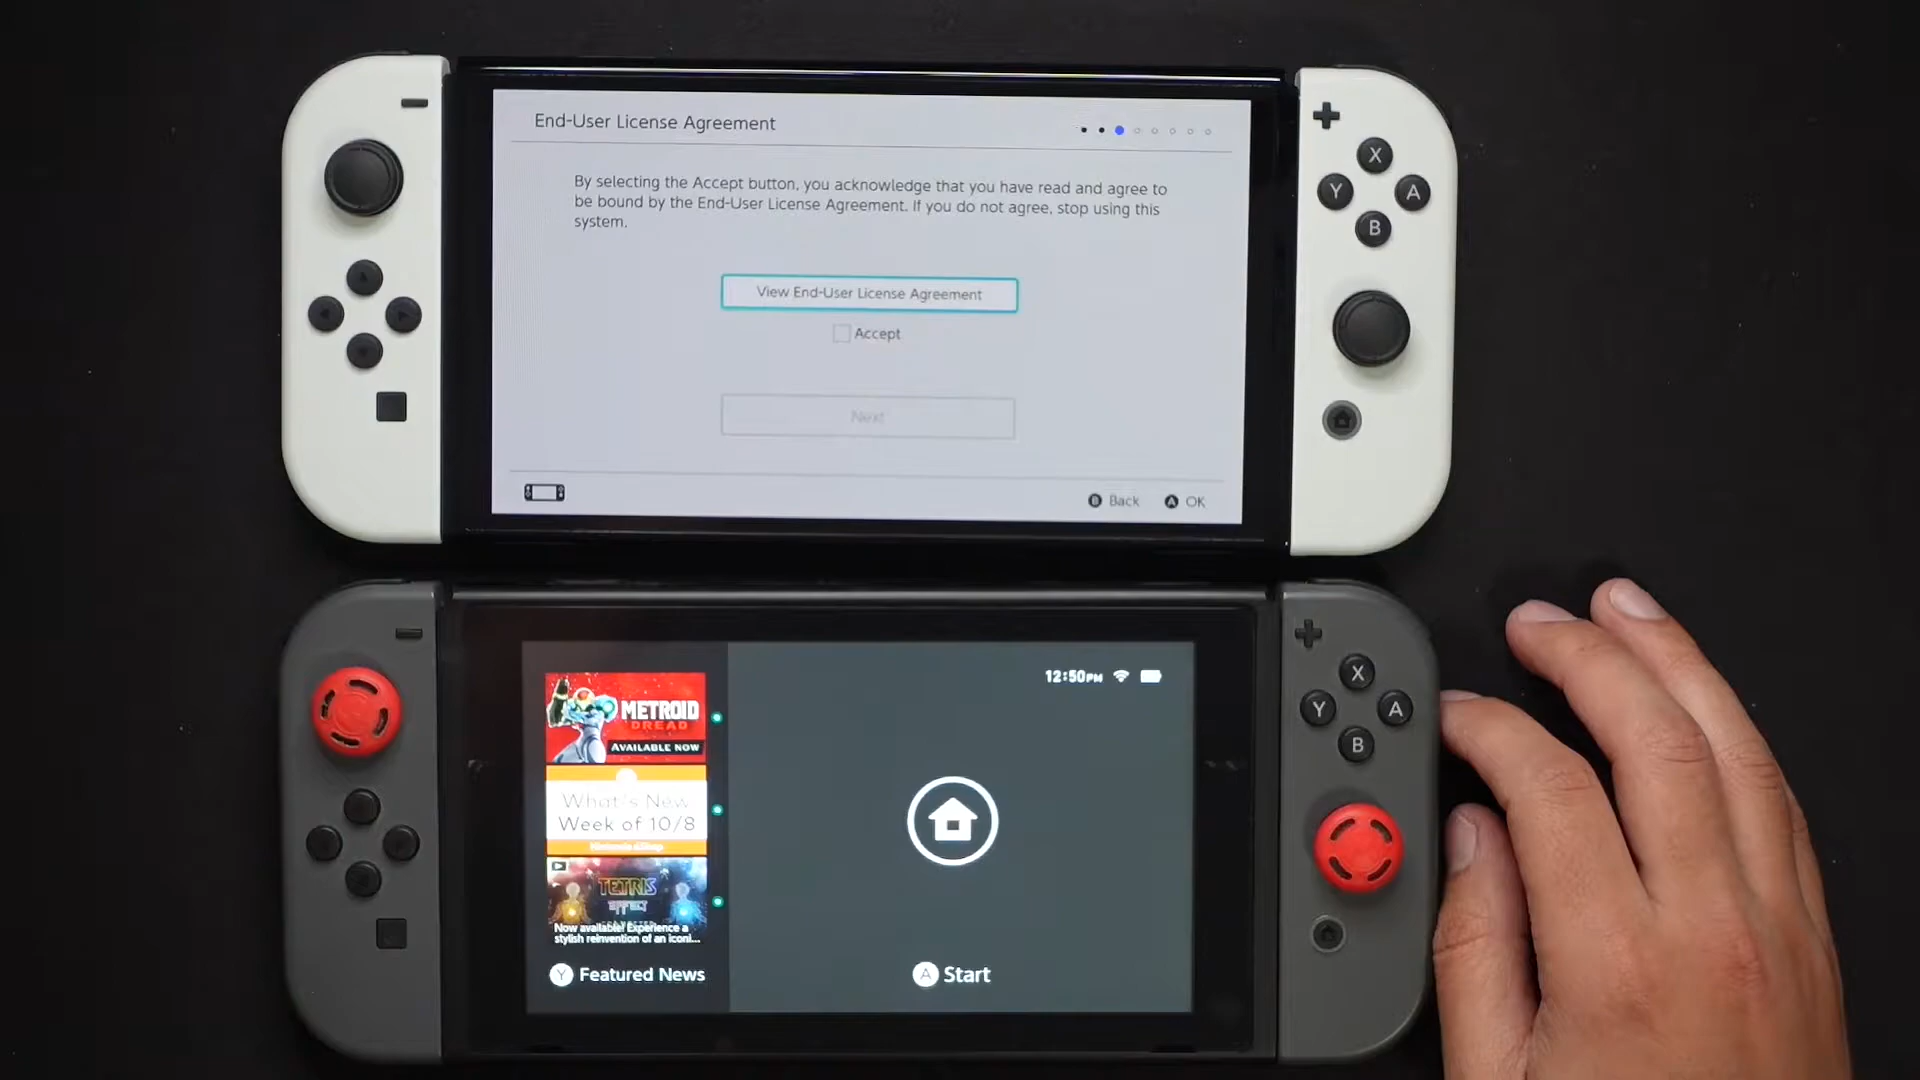 End-User License Agreement
By selecting the Accept button, you acknowledge that you have read and agree to
be bound by the End-User License Agreement. If you do not agree, stop using this
system.
View End-User License Agreement
Accept
Next
B Back A OK
X
Y A
B
12:50PM
METROID
DREAD
AVAILABLE NOW
What's New
Week of 10/8
Nintendo eShop
TETRIS
EFFECT
Now available! Experience a
stylish reinvention of an iconi...
Y Featured News
A Start
X
Y A
B